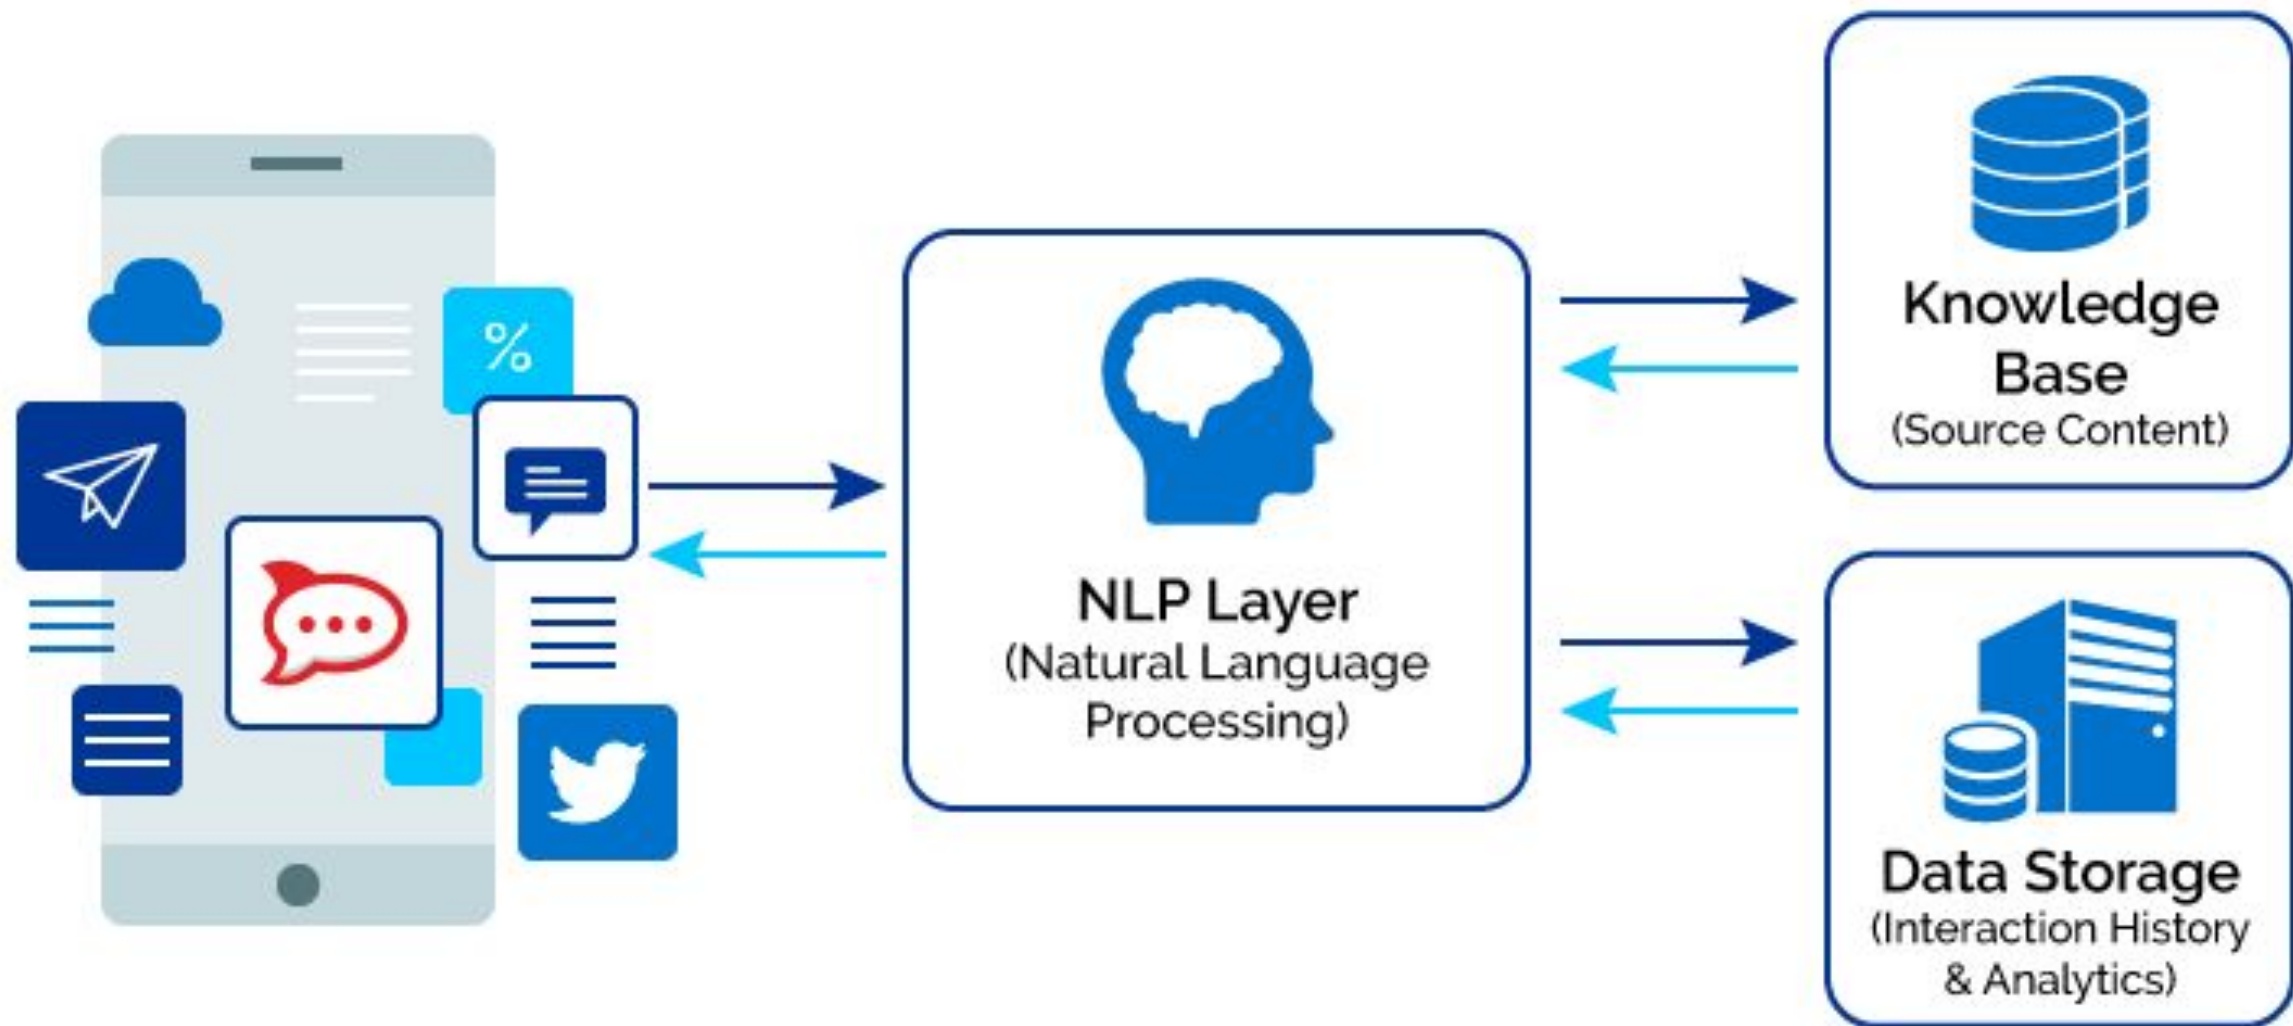 %
NLP Layer
(Natural Language
Processing)
Knowledge
Base
(Source Content)
Data Storage
(Interaction History
& Analytics)